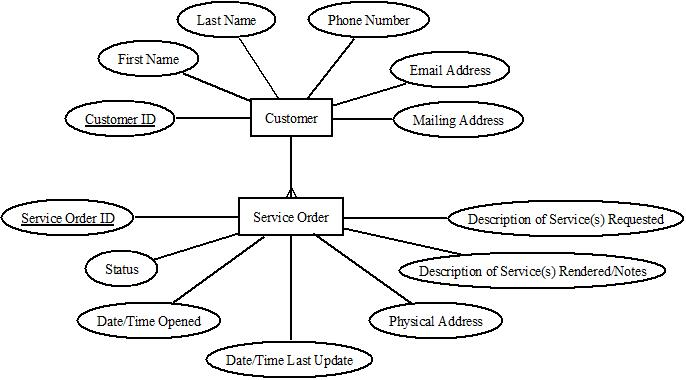 Last Name
Phone Number
First Name
Email Address
Customer ID
Customer
Mailing Address
Service Order ID
Service Order
Description of Service(s) Requested
Status
Description of Service(s) Rendered/Notes
Date/Time Opened
Physical Address
Date/Time Last Update